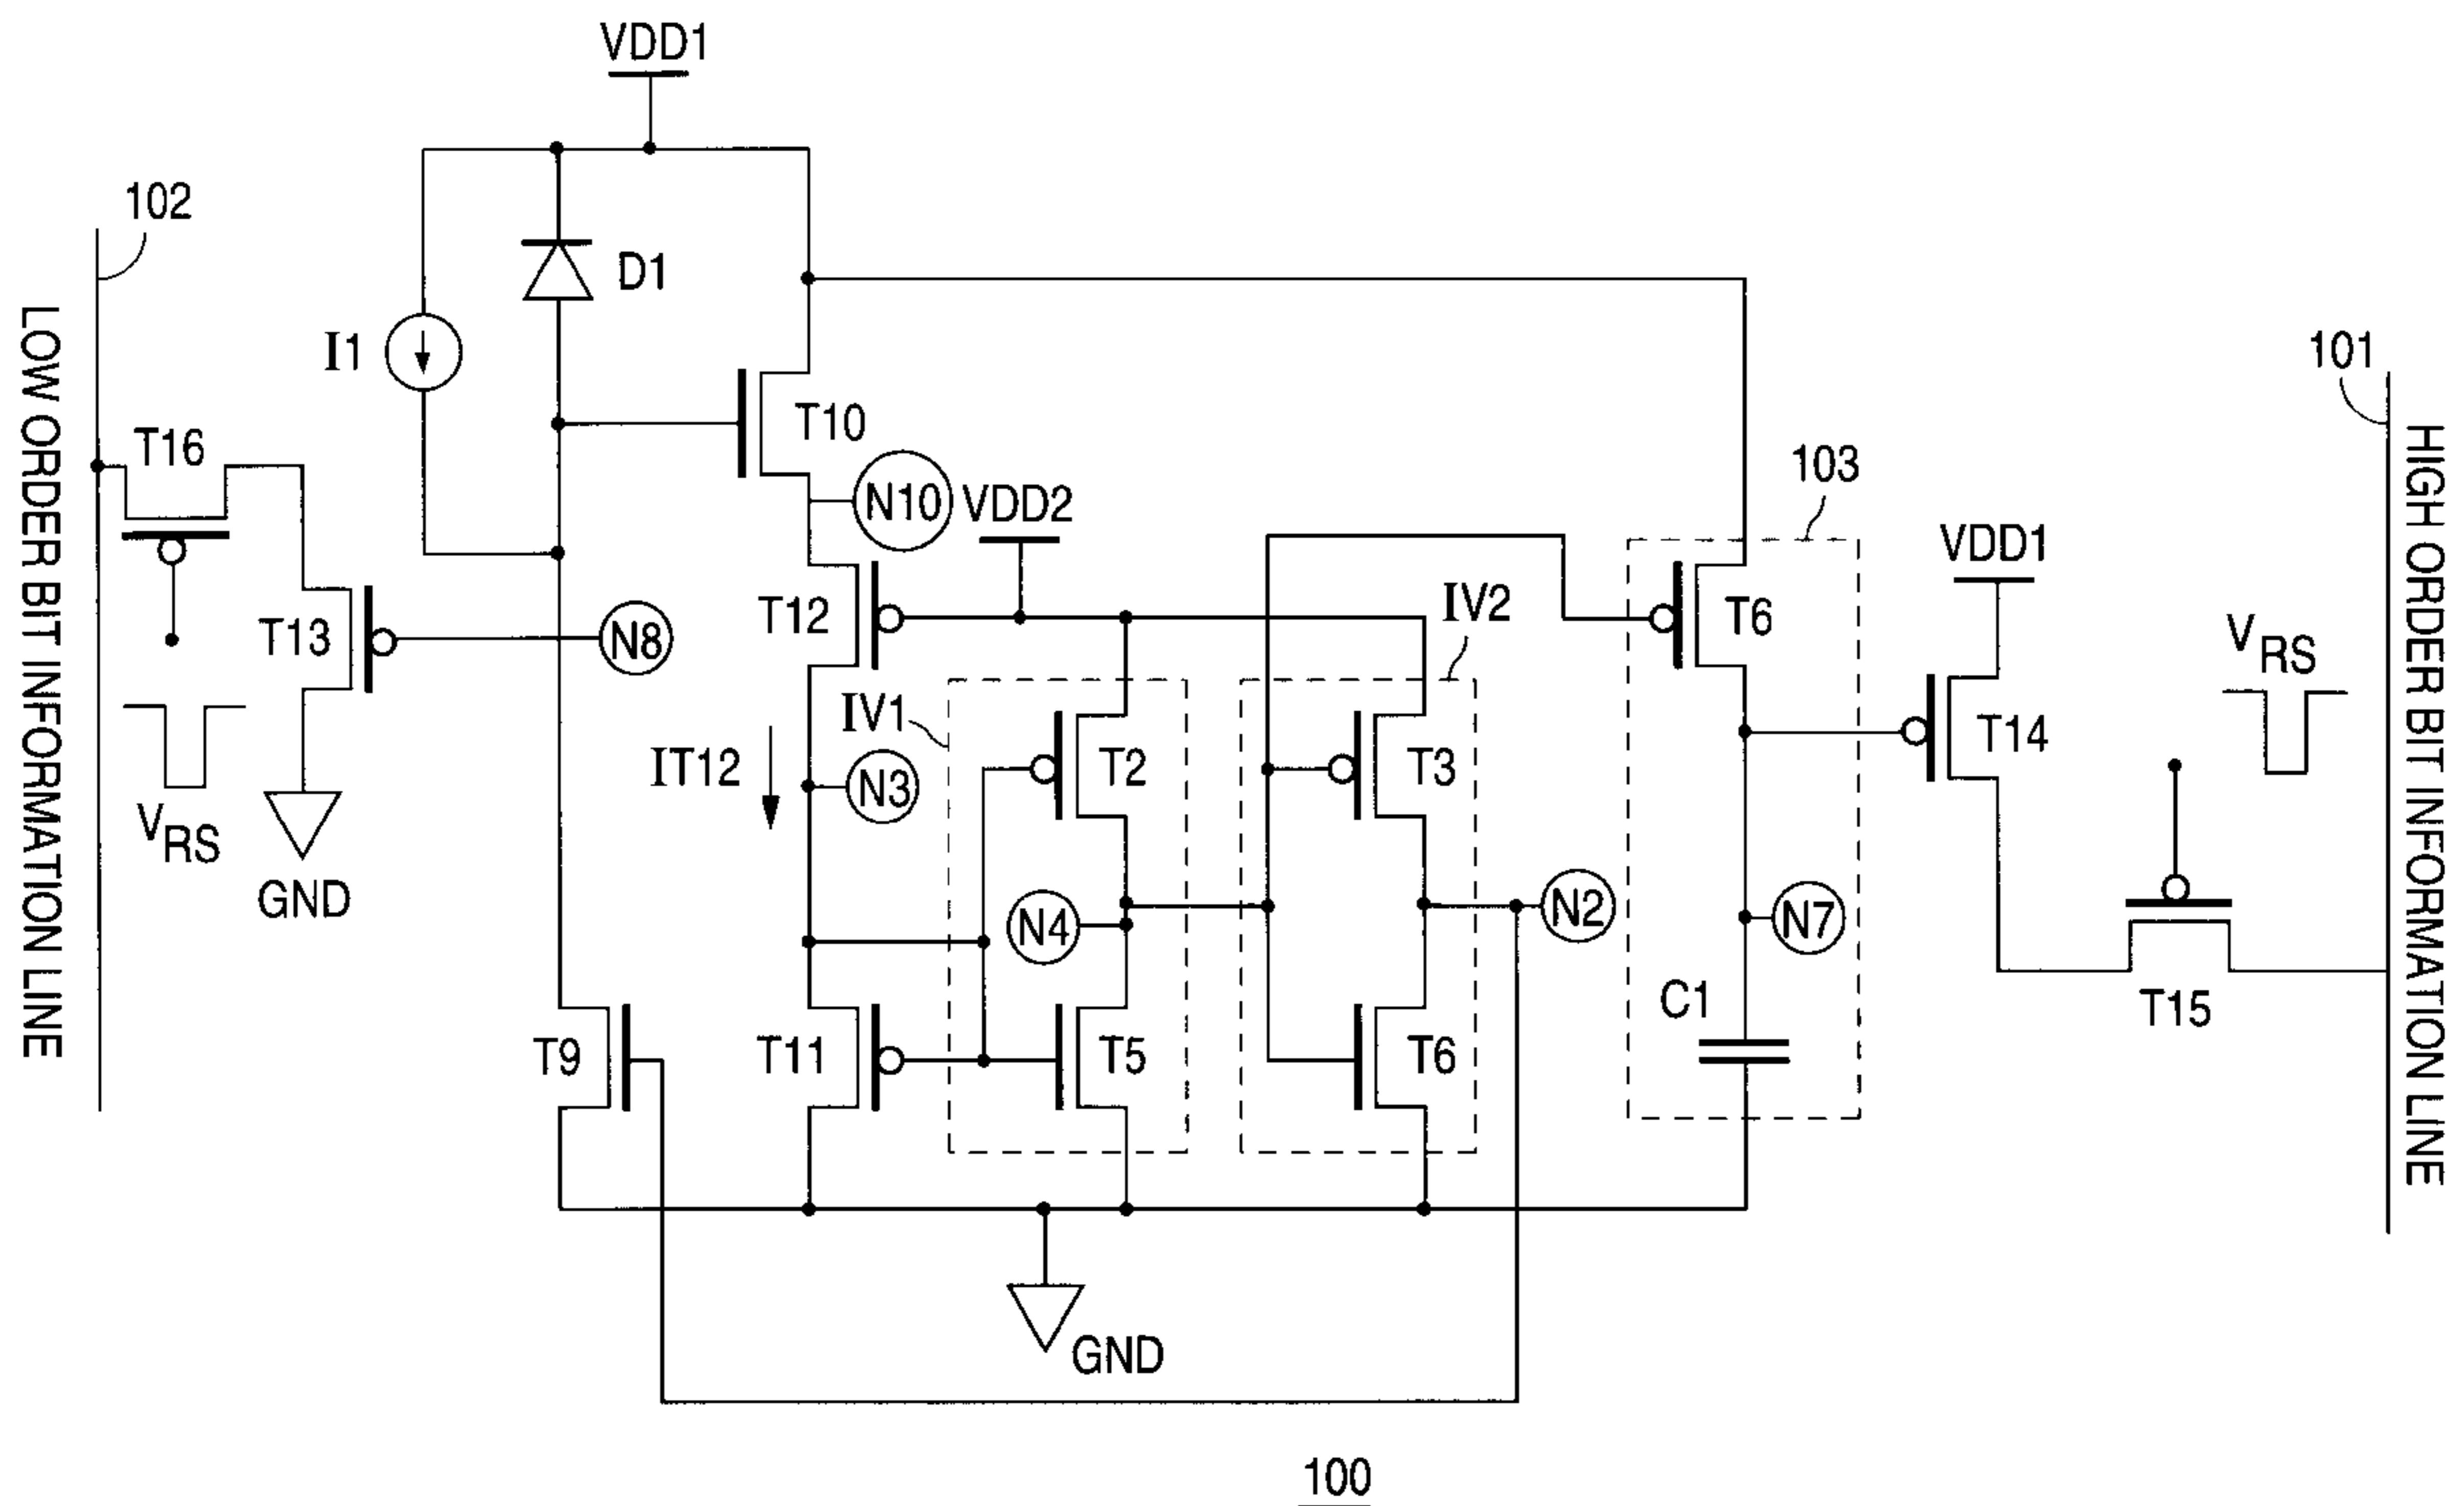 VDD1
102
D1
I1
T10
T16
N10
VDD2
103
101
LOW ORDER BIT INFORMATION LINE
HIGH ORDER BIT INFORMATION LINE
VDD1
T12
IV2
T6
T13
N8
VRS
IV1
T14
IT12
N3
T2
T3
VRS
GND
N4
N2
N7
C1
T15
T9
T11
T5
T6
GND
100